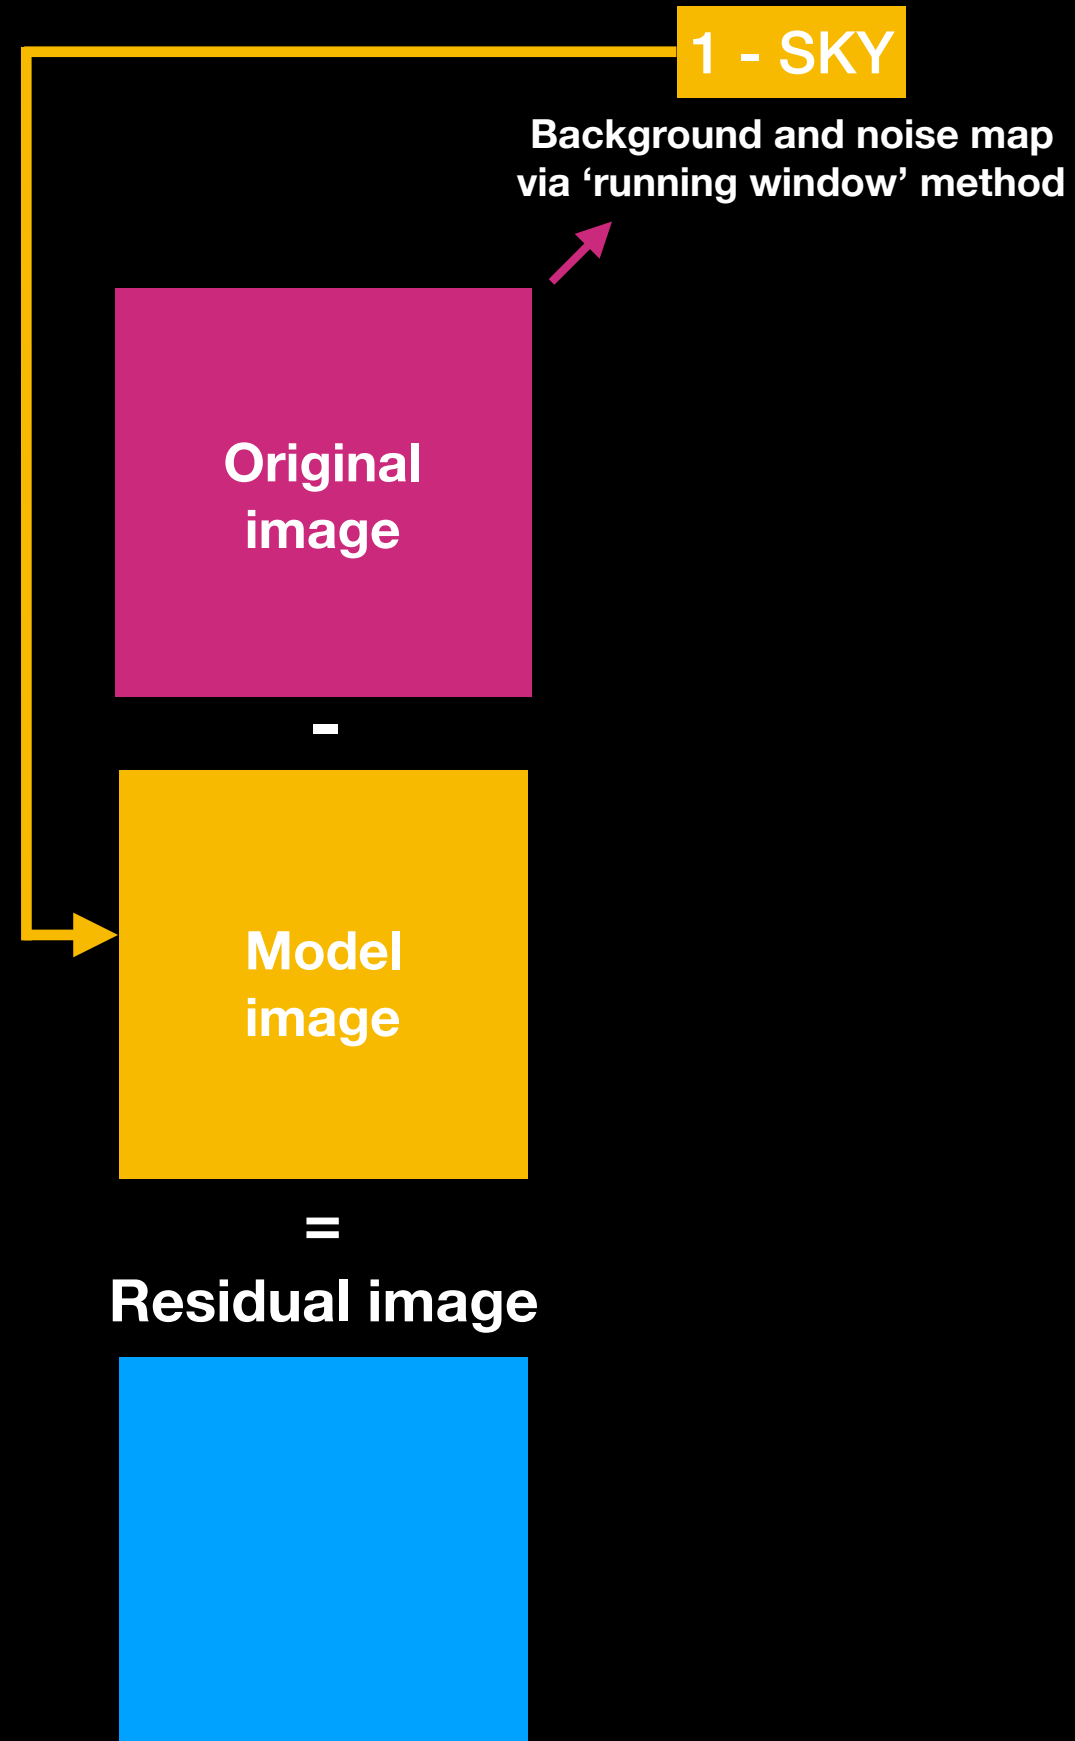 1 - SKY
Background and noise map
via ‘running window’ method
Original
image
-
Model
image
=
Residual image